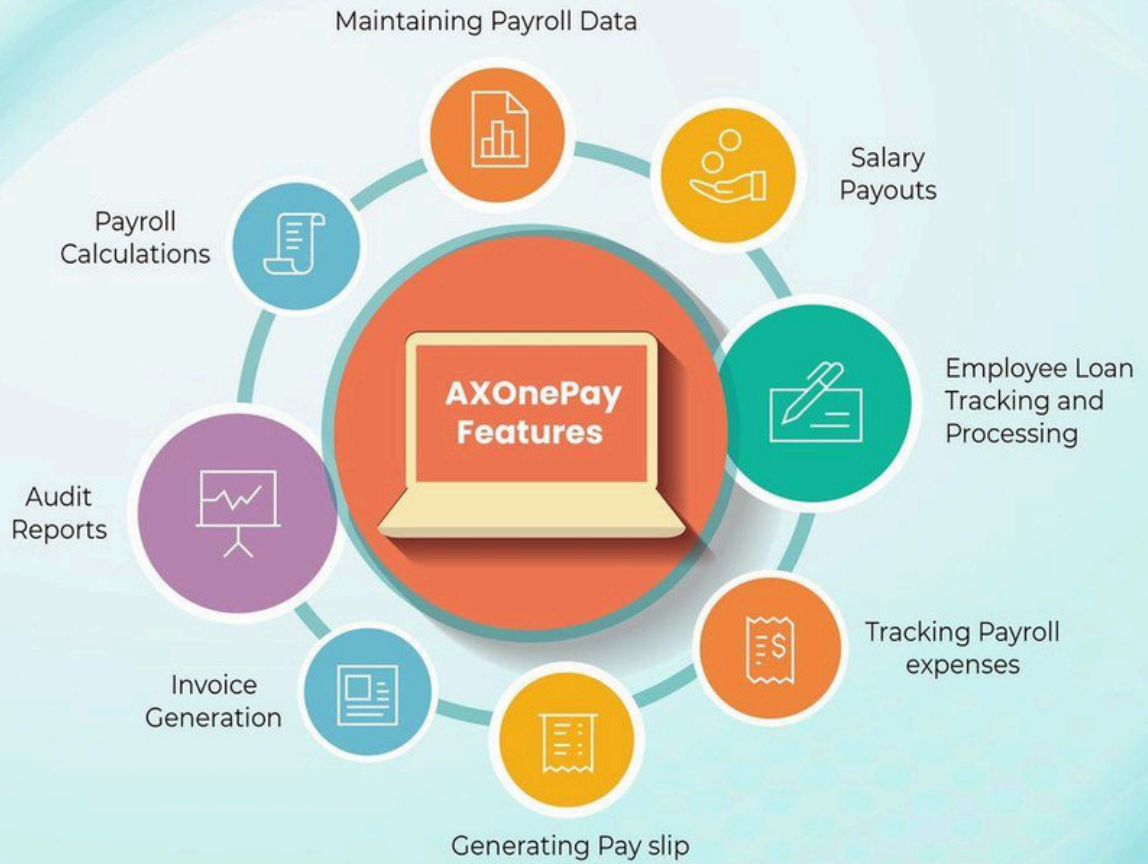 Maintaining Payroll Data
Salary
Payouts
Payroll
Calculations
AXOnePay
Features
Employee Loan
Tracking and
Processing
Audit
Reports
Tracking Payroll
expenses
Invoice
Generation
Generating Pay slip
$